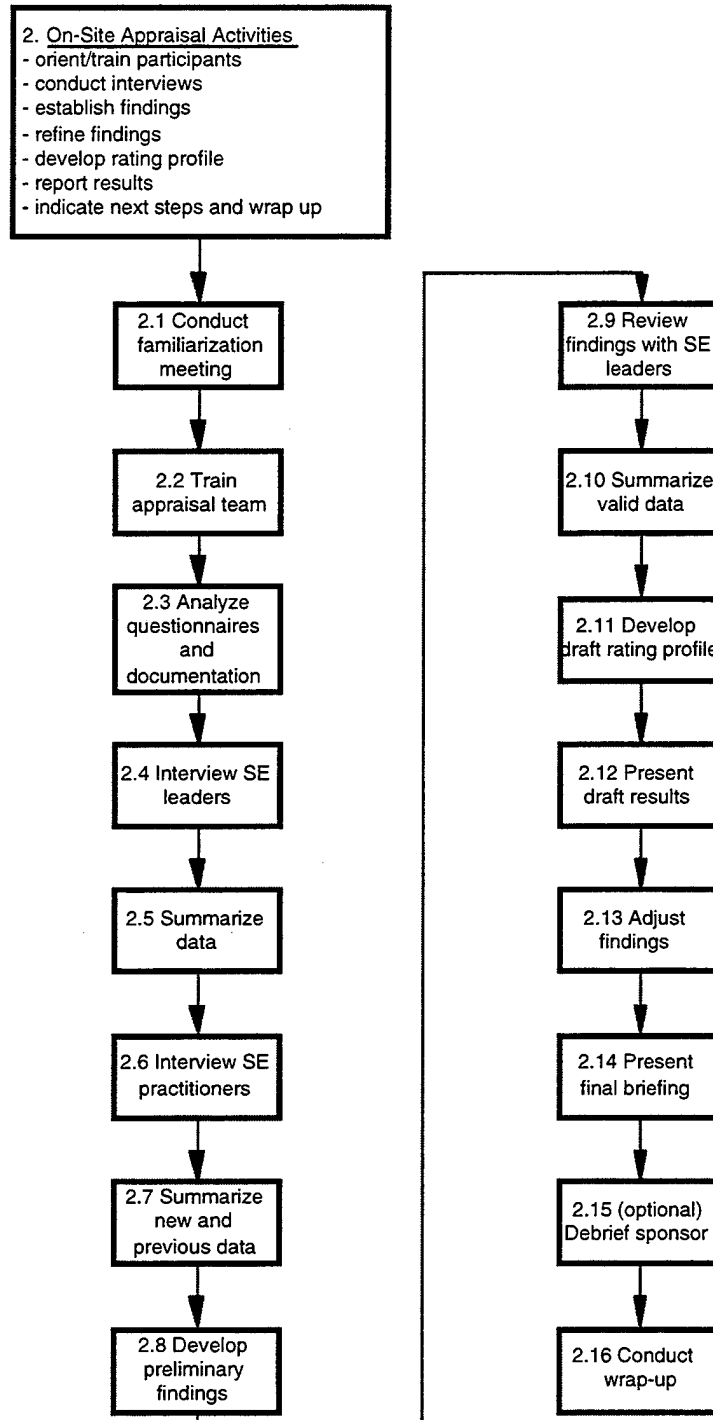 2. On-Site Appraisal Activities
- orient/train participants
- conduct interviews
- establish findings
- refine findings
- develop rating profile
- report results
- indicate next steps and wrap up
2.1 Conduct
familiarization
meeting
2.2 Train
appraisal team
2.3 Analyze
questionnaires
and
documentation
2.4 Interview SE
leaders
2.5 Summarize
data
2.6 Interview SE
practitioners
2.7 Summarize
new and
previous data
2.8 Develop
preliminary
findings
2.9 Review
findings with SE
leaders
2.10 Summarize
valid data
2.11 Develop
draft rating profile
2.12 Present
draft results
2.13 Adjust
findings
2.14 Present
final briefing
2.15 (optional)
Debrief sponsor
2.16 Conduct
wrap-up